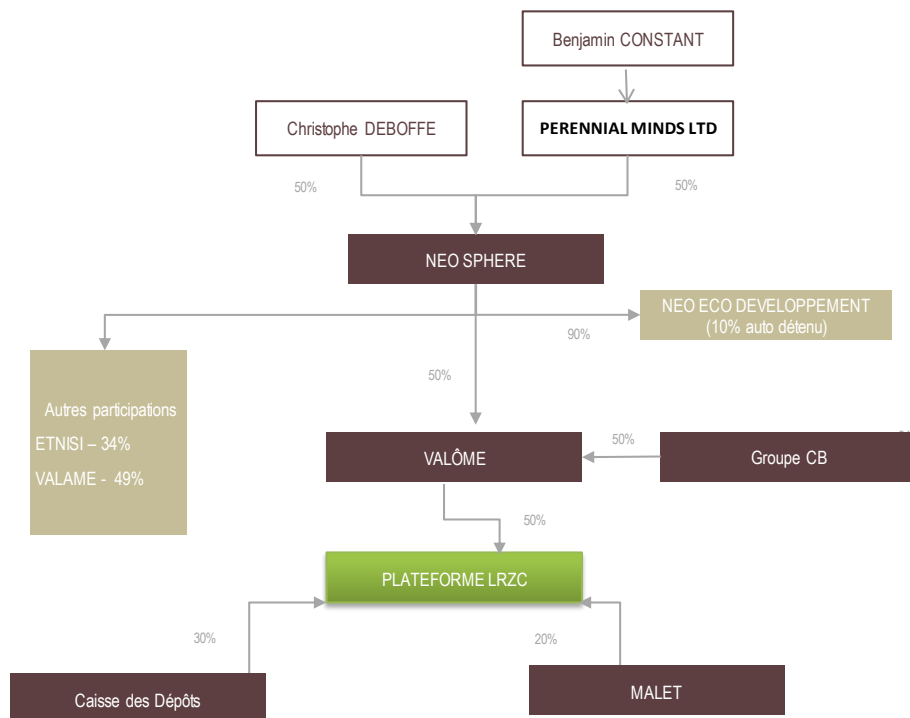 Benjamin CONSTANT
Christophe DEBOFFE
PERENNIAL MINDS LTD
50%
50%
NEO SPHERE
NEO ECO DEVELOPPEMENT
(10% auto détenu)
90%
50%
Autres participations
ETNISI – 34%
VALAME - 49%
VALÔME
50%
Groupe CB
50%
PLATEFORME LRZC
30%
20%
Caisse des Dépôts
MALET